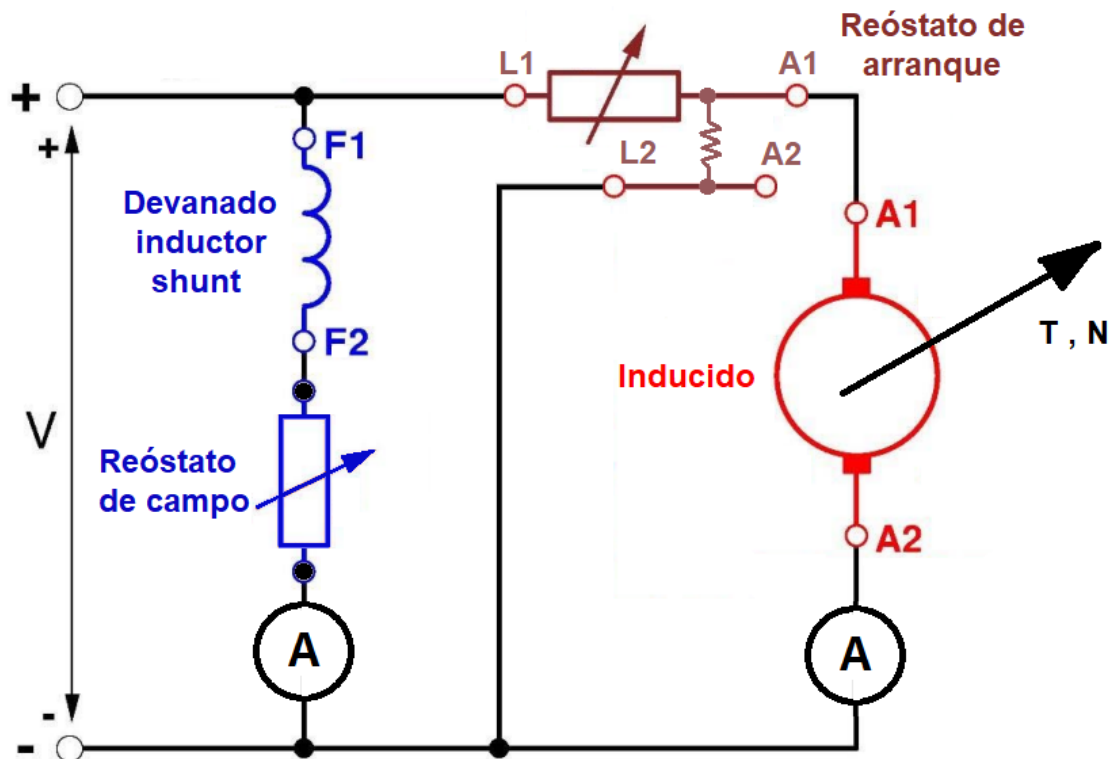 Reóstato de
arranque
L1
A1
+
+
F1
L2
A2
Devanado
inductor
shunt
A1
F2
T , N
Inducido
V
Reóstato
de campo
A2
A
A
-
-